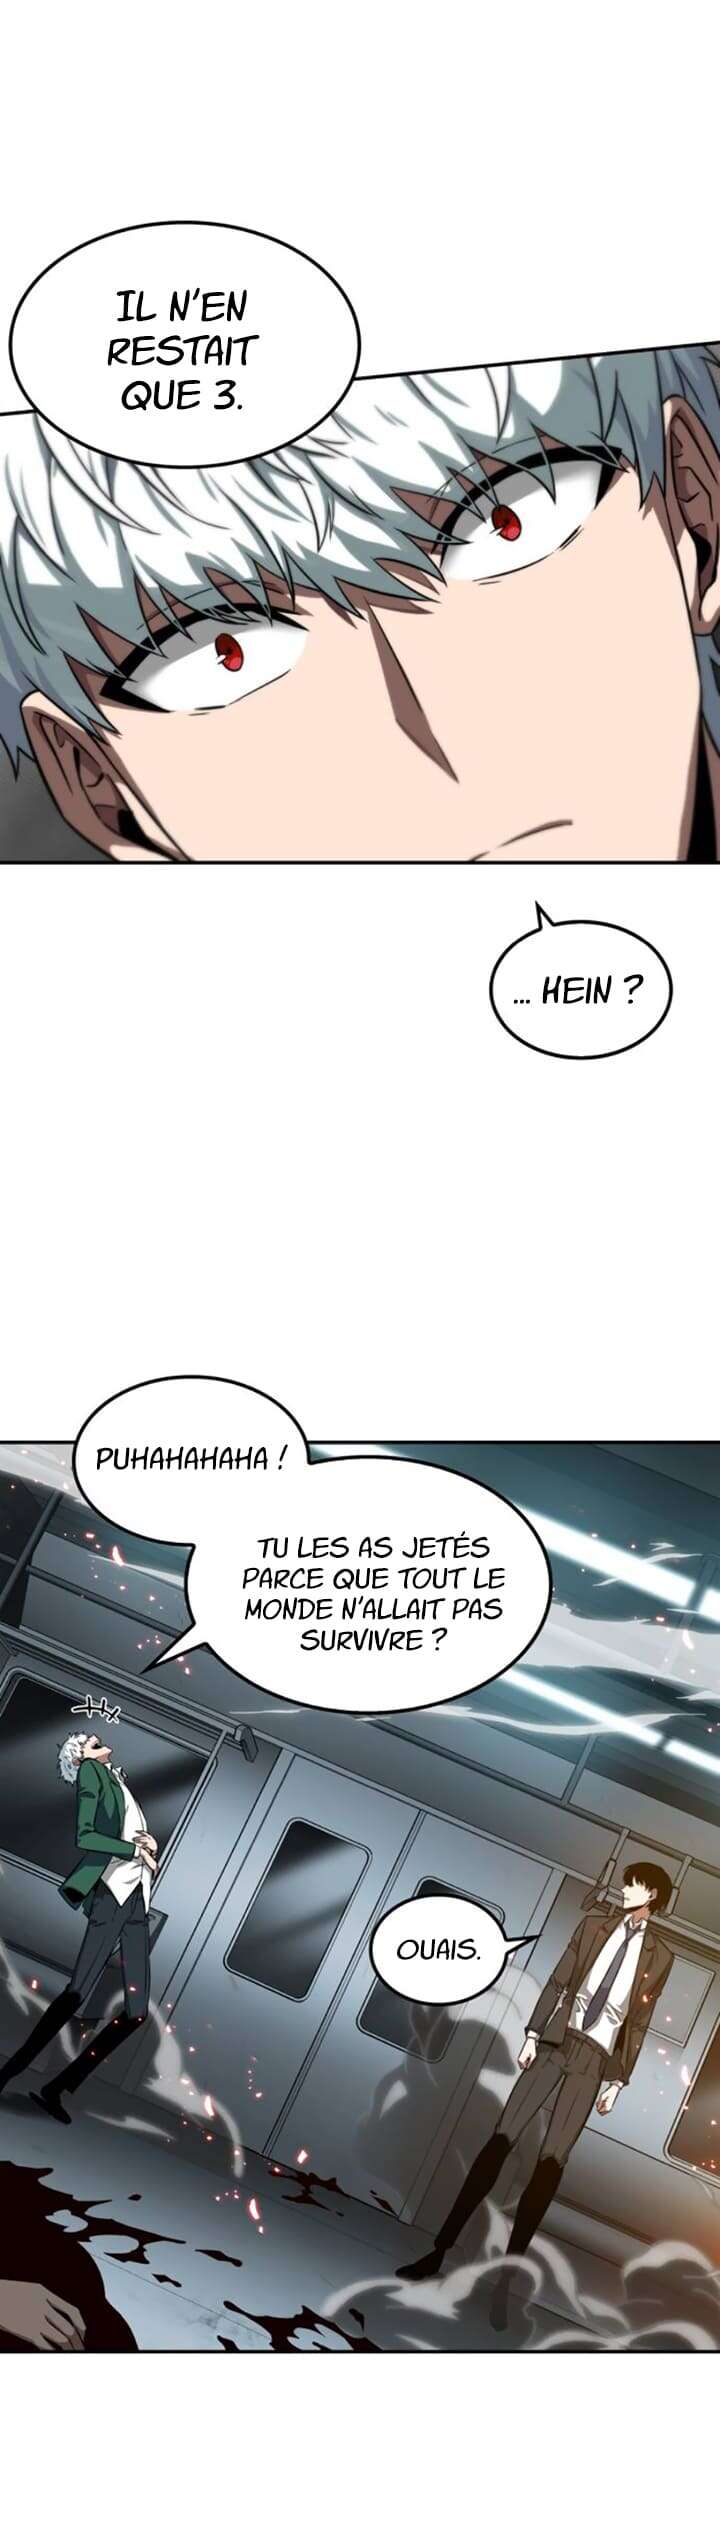 IL N'EN
RESTAIT
QUE 3.
... HEIN ?
PUHAHAHAHA !
TU LES AS JETÉS
PARCE QUE TOUT LE
MONDE N'ALLAIT PAS
SURVIVRE ?
OUAIS.